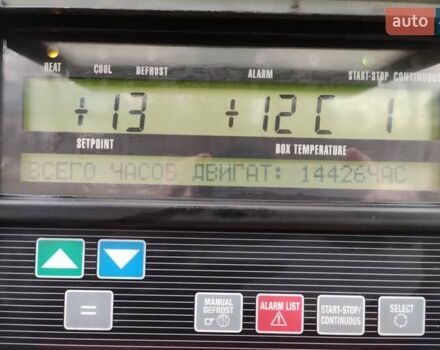 auto
HEAT COOL DEFROST ALARM START-STOP CONTINUOUS
+13 +12C 1
SETPOINT BOX TEMPERATURE
ВСЕГО ЧАСОВ ДВИГАТ: 14426ЧАС
=
MANUAL DEFROST
ALARM LIST
START-STOP/ CONTINUOUS
SELECT